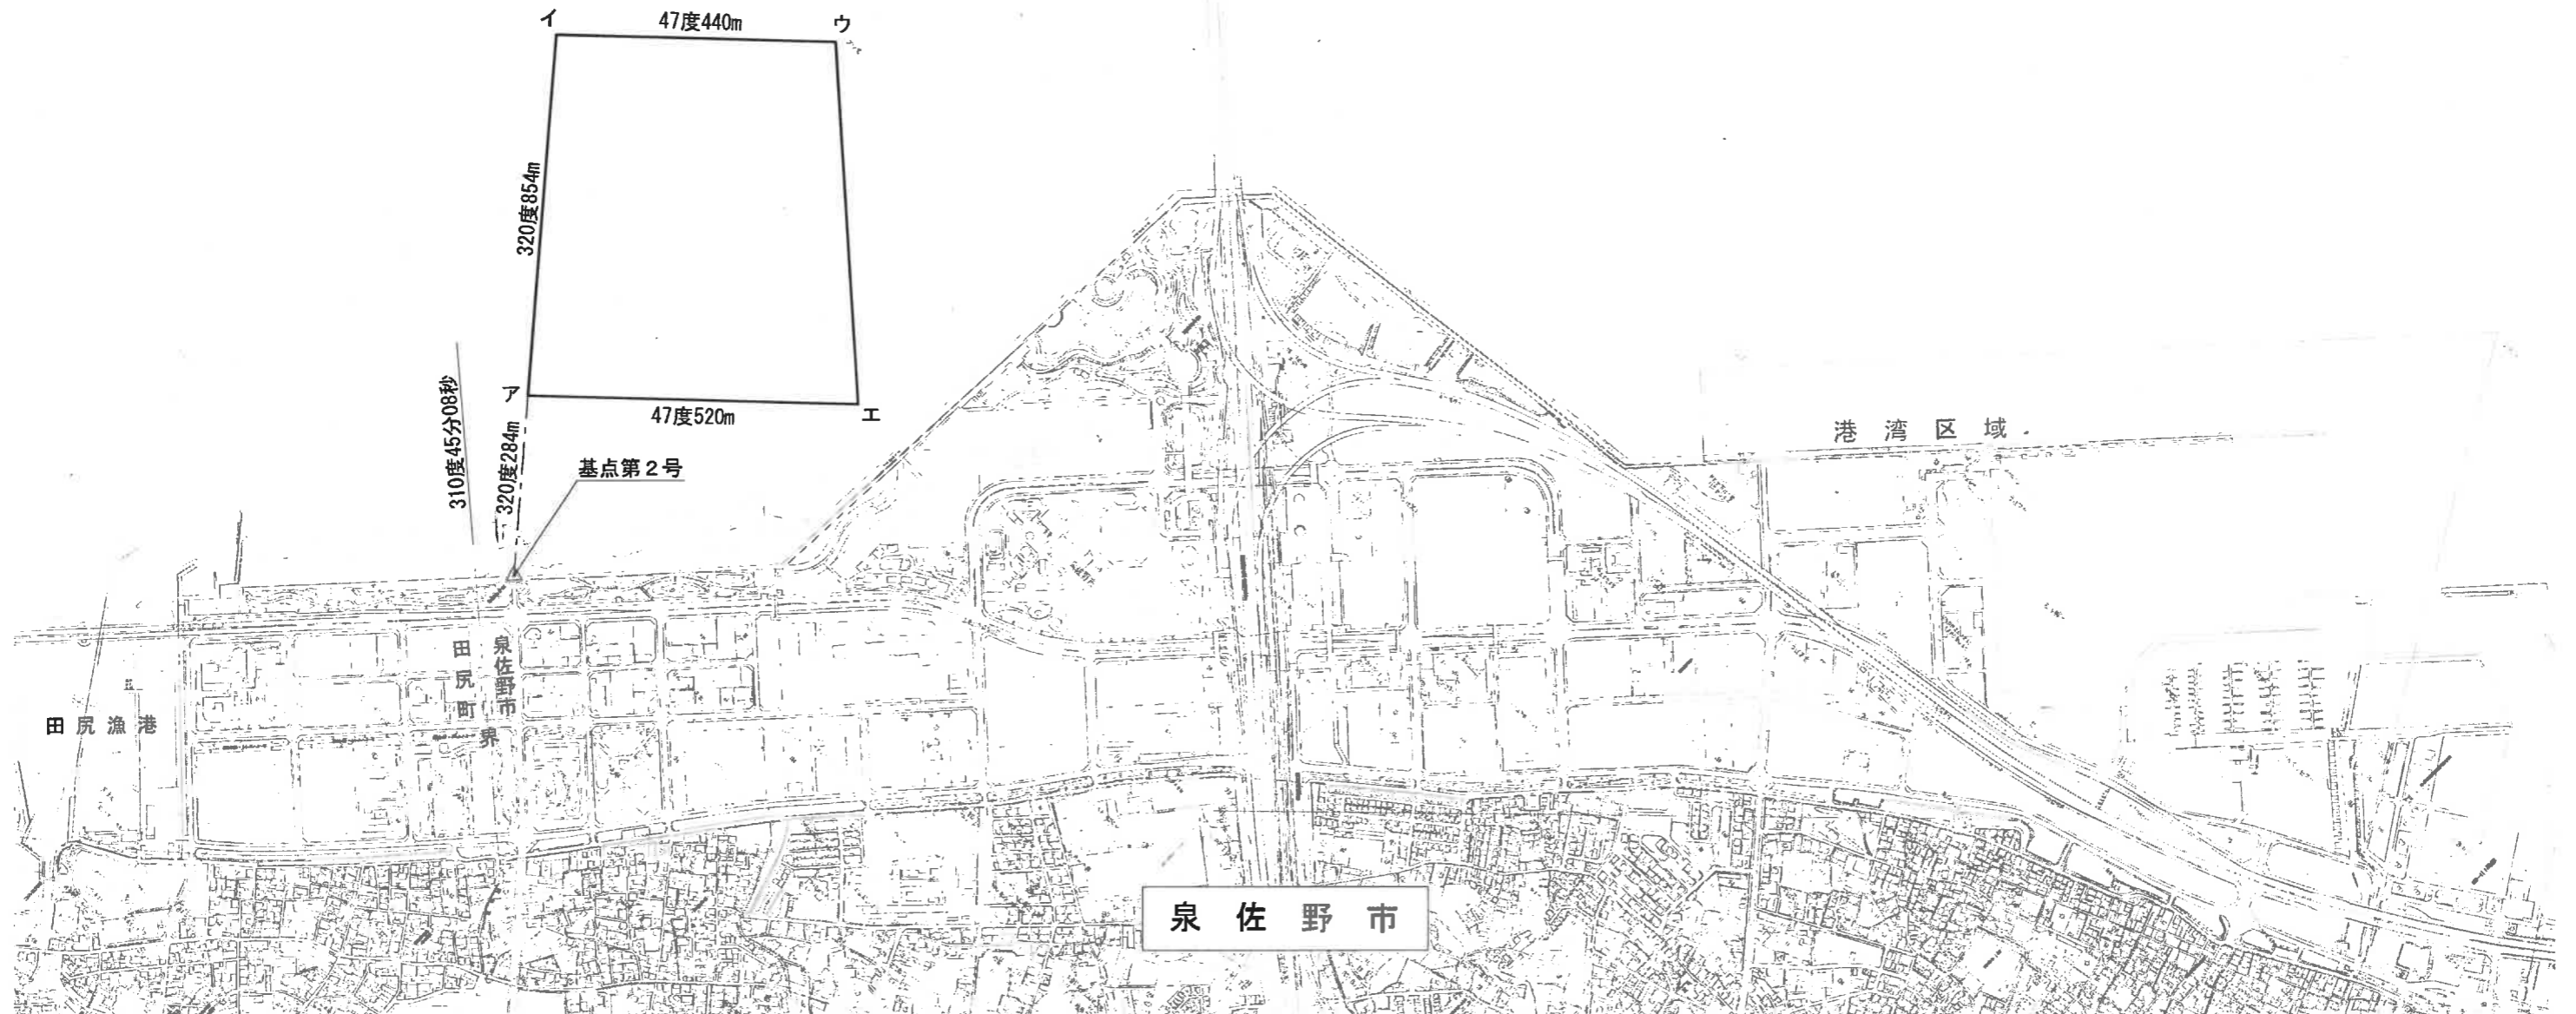 イ
47度440m
ウ
320度854m
ア
47度520m
エ
310度45分08秒
320度284m
基点第2号
港湾区域
田尻町
泉佐野市
界
田尻漁港
泉佐野市